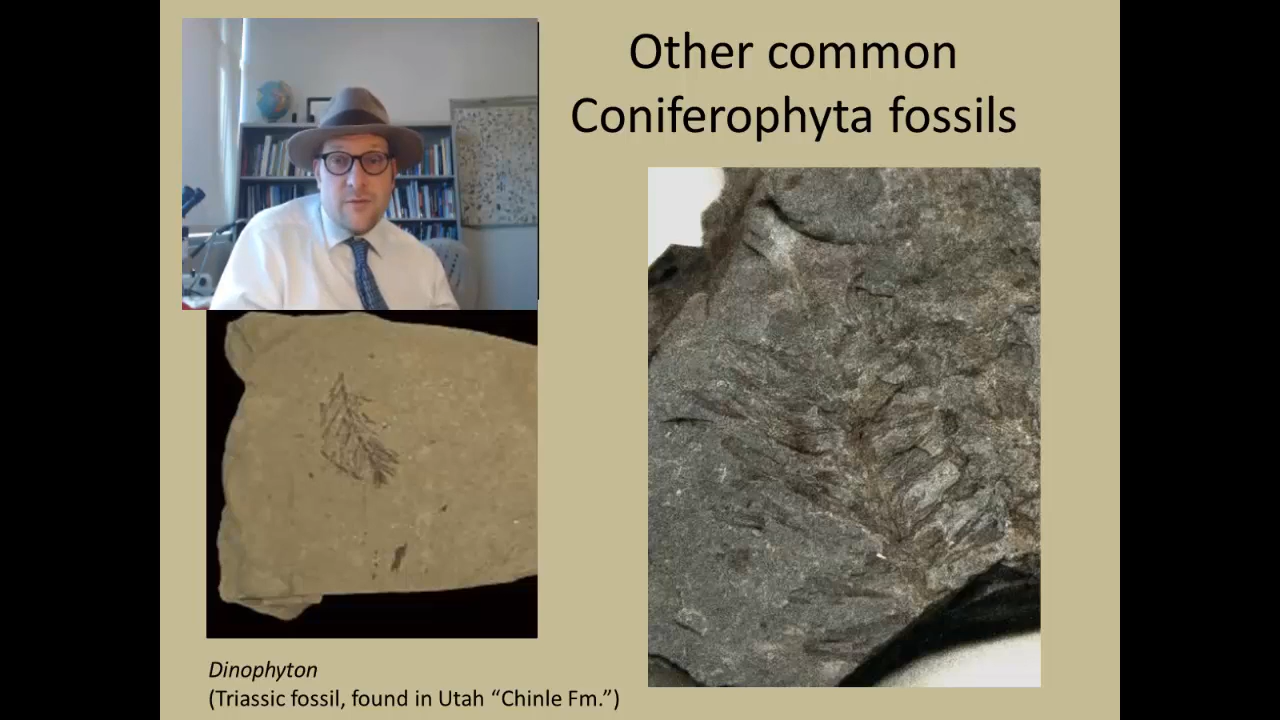 Other common
Coniferophyta fossils
Dinophyton
(Triassic fossil, found in Utah “Chinle Fm.”)